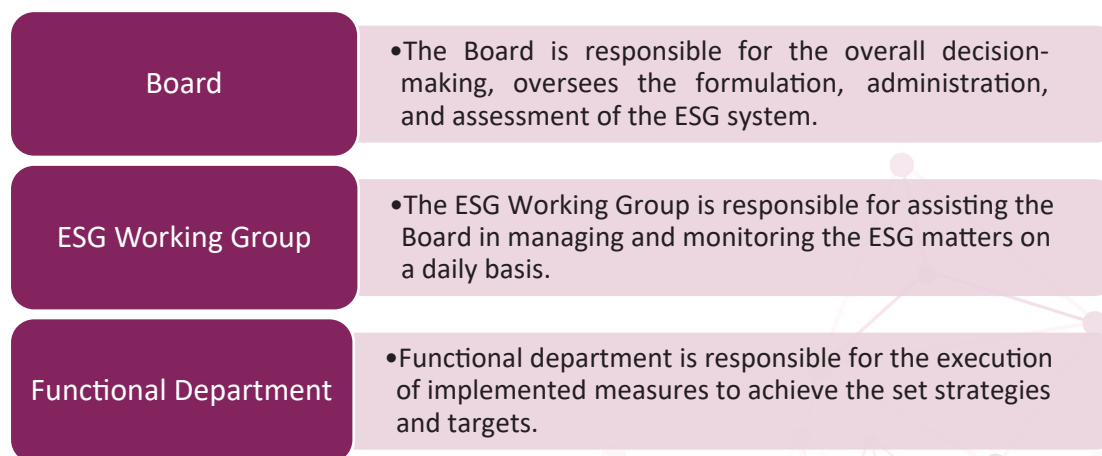 Board
•The Board is responsible for the overall decision-
making, oversees the formulation, administration,
and assessment of the ESG system.
ESG Working Group
•The ESG Working Group is responsible for assisting the
Board in managing and monitoring the ESG matters on
a daily basis.
Functional Department
•Functional department is responsible for the execution
of implemented measures to achieve the set strategies
and targets.